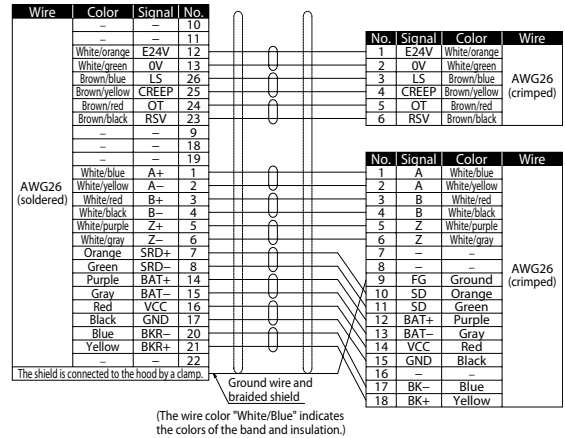 Wire Color Signal No.
– – 10
– – 11
White/orange E24V 12
White/green 0V 13
Brown/blue LS 26
Brown/yellow CREEP 25
Brown/red OT 24
Brown/black RSV 23
– – 9
– – 18
– – 19
White/blue A+ 1
AWG26 (soldered)
White/yellow A– 2
White/red B+ 3
White/black B– 4
White/purple Z+ 5
White/gray Z– 6
Orange SRD+ 7
Green SRD– 8
Purple BAT+ 14
Gray BAT– 15
Red VCC 16
Black GND 17
Blue BKR– 20
Yellow BKR+ 21
– – 22
The shield is connected to the hood by a clamp.
No. Signal Color Wire
1 E24V White/orange
2 0V White/green
3 LS Brown/blue
4 CREEP Brown/yellow
5 OT Brown/red
6 RSV Brown/black
AWG26
(crimped)
No. Signal Color Wire
1 A White/blue
2 A White/yellow
3 B White/red
4 B White/black
5 Z White/purple
6 Z White/gray
7 – –
8 – –
9 FG Ground
10 SD Orange
11 SD Green
12 BAT+ Purple
13 BAT– Gray
14 VCC Red
15 GND Black
16 – –
17 BK– Blue
18 BK+ Yellow
AWG26
(crimped)
Ground wire and
braided shield
(The wire color "White/Blue" indicates
the colors of the band and insulation.)